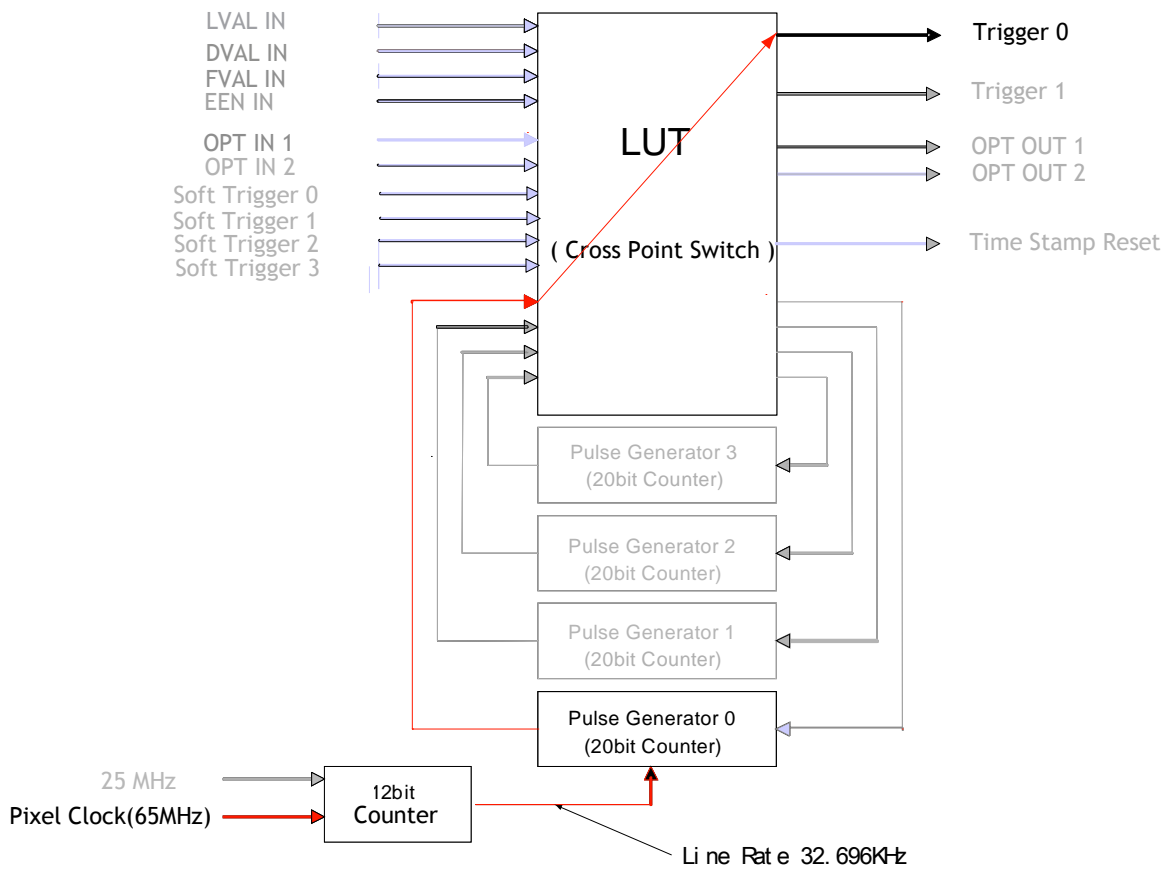 LVAL IN
DVAL IN
FVAL IN
EEN IN
OPT IN 1
OPT IN 2
Soft Trigger 0
Soft Trigger 1
Soft Trigger 2
Soft Trigger 3
LUT
( Cross Point Switch )
Trigger 0
Trigger 1
OPT OUT 1
OPT OUT 2
Time Stamp Reset
Pulse Generator 3
(20bit Counter)
Pulse Generator 2
(20bit Counter)
Pulse Generator 1
(20bit Counter)
Pulse Generator 0
(20bit Counter)
25 MHz
Pixel Clock(65MHz)
12bit
Counter
Line Rate 32.696KHz